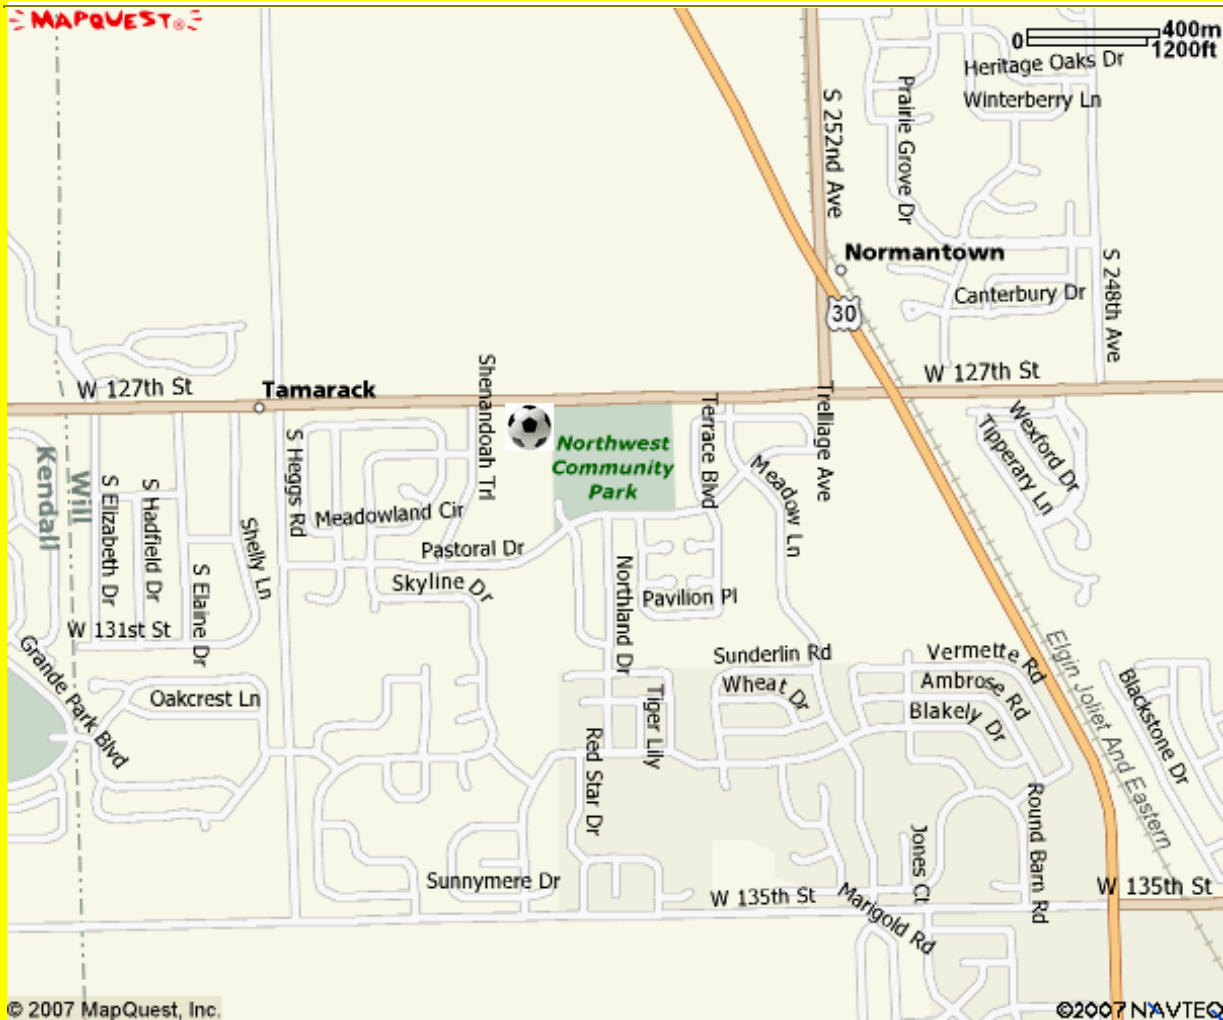 MAPQUEST®
0
400m
1200ft
Heritage Oaks Dr
Winterberry Ln
Prairie Grove Dr
S 252nd Ave
Normantown
S 248th Ave
Canterbury Dr
30
W 127th St
Tamarack
Shenandoah Trl
W 127th St
Trelliage Ave
Terrace Blvd
Wexford Dr
Tipperary Ln
Northwest
Community
Park
Kendall
Will
S Elizabeth Dr
S Hadfield Dr
S Elaine Dr
Shelly Ln
S Heggs Rd
Meadowland Cir
Pastoral Dr
Skyline Dr
Meadow Ln
Northland Dr
Pavilion Pl
W 131st St
Grande Park Blvd
Oakcrest Ln
Sunderlin Rd
Wheat Dr
Tiger Lily
Red Star Dr
Vermette Rd
Ambrose Rd
Blakely Dr
Elgin Joliet And Eastern
Blackstone Dr
Round Barn Rd
Jones Ct
Sunnymere Dr
W 135th St
Marigold Rd
W 135th St
© 2007 MapQuest, Inc.
©2007 NAVTEQ